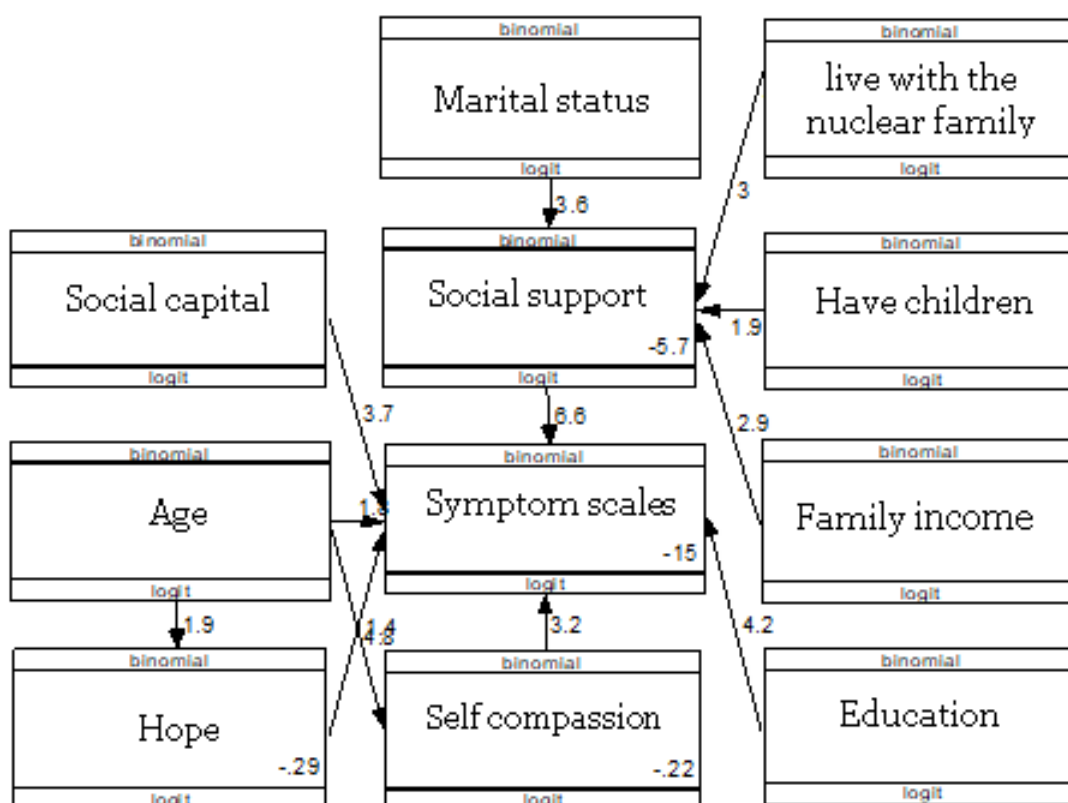 binomial
Marital status
logit
binomial
live with the
nuclear family
logit
3.6
3
binomial
Social capital
logit
binomial
Social support
-5.7
logit
binomial
Have children
logit
1.9
3.7
6.6
2.9
binomial
Age
logit
binomial
Symptom scales
-15
logit
binomial
Family income
logit
1.9
3.2
4.2
binomial
Hope
-.29
logit
binomial
Self compassion
-.22
logit
binomial
Education
logit